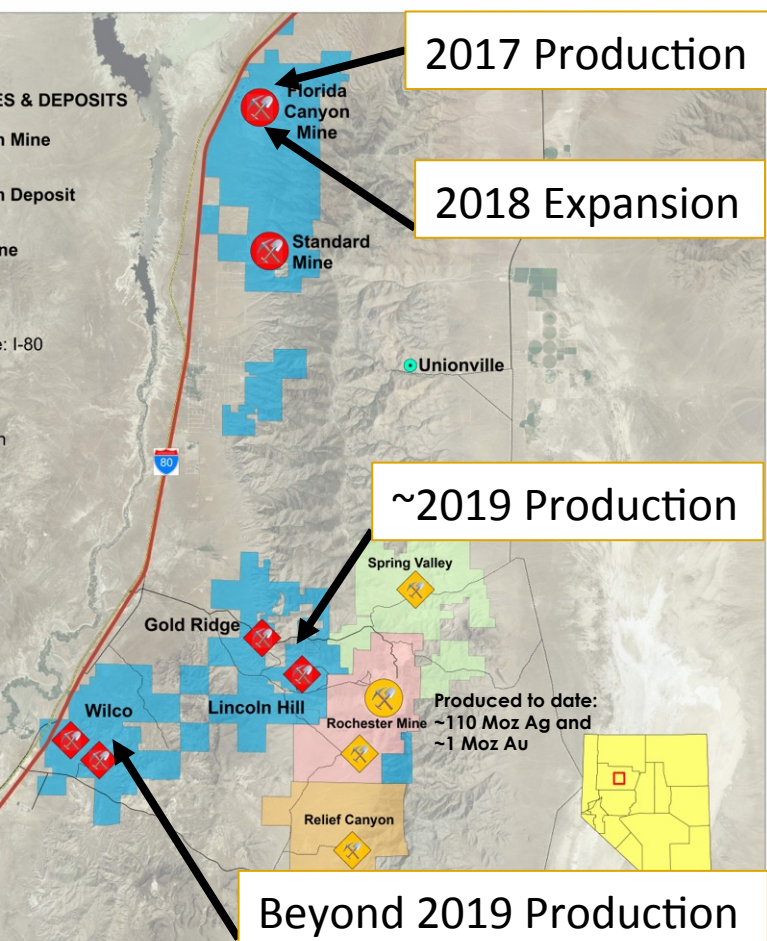 2017 Production
ES & DEPOSITS
Florida
Canyon
Mine
n Mine
2018 Expansion
n Deposit
Standard
Mine
ne
e: I-80
Unionville
n
80
~2019 Production
Spring Valley
Gold Ridge
Wilco
Lincoln Hill
Produced to date:
Rochester Mine
~110 Moz Ag and
~1 Moz Au
Relief Canyon
Beyond 2019 Production